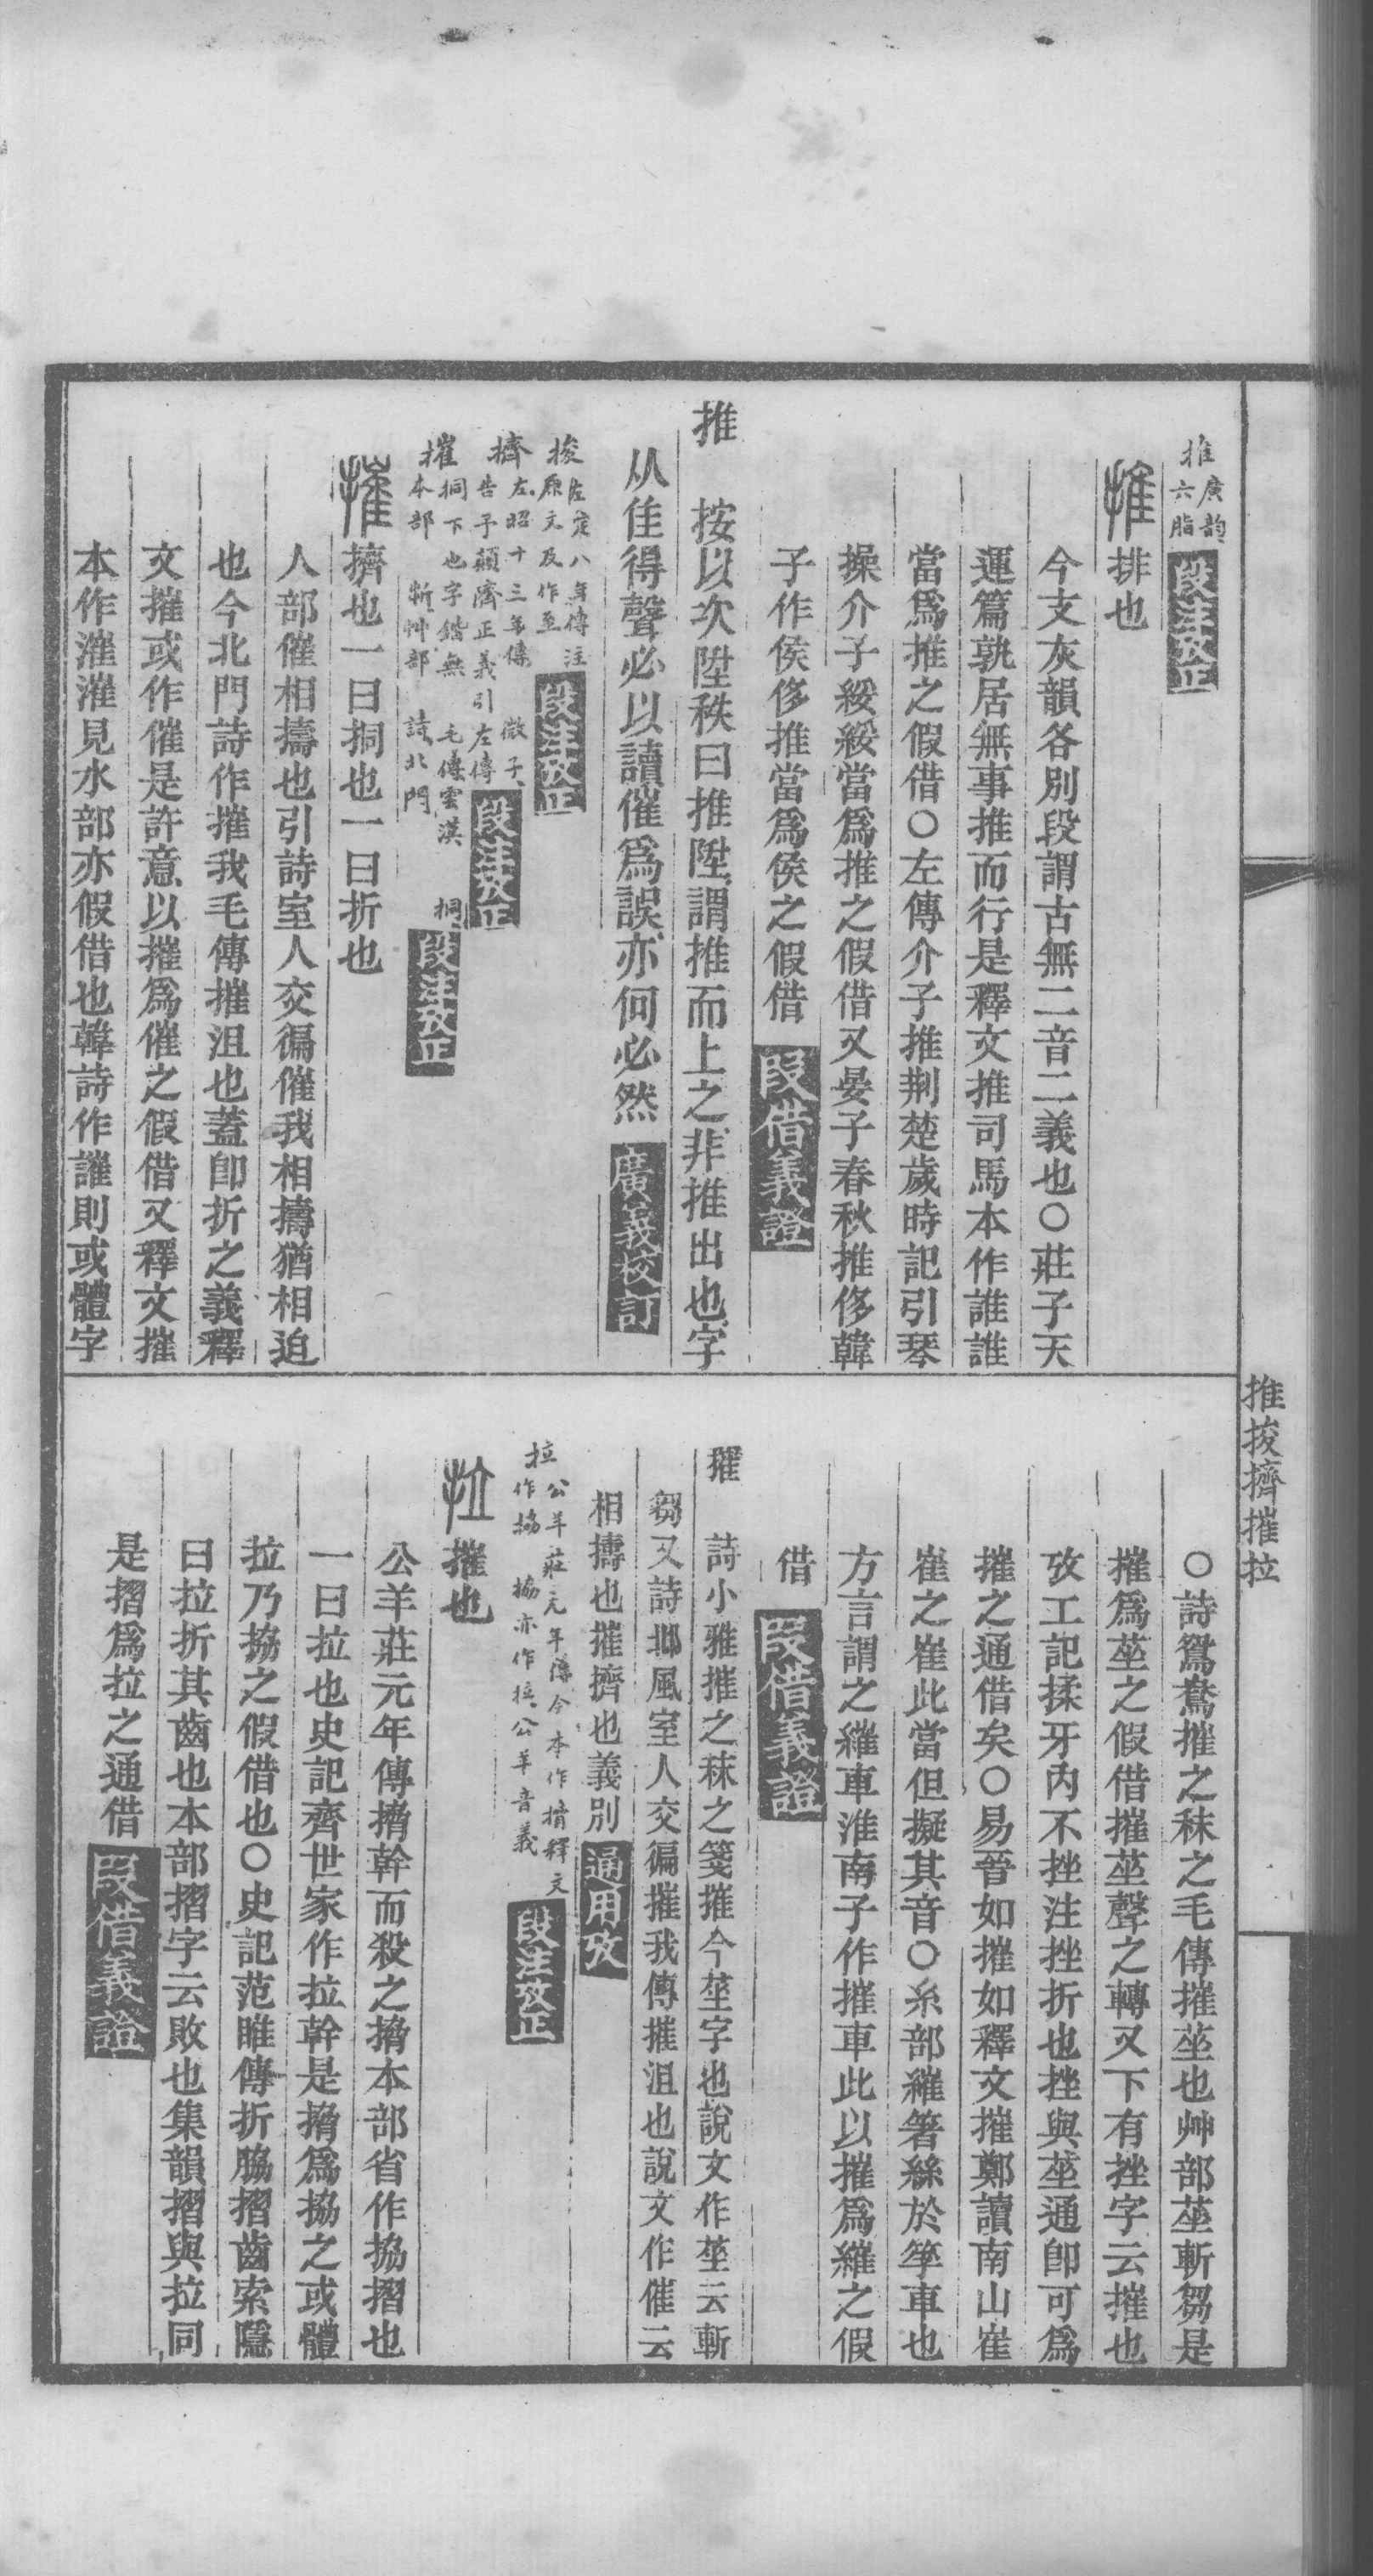 推 廣韵六脂 段注攷正
推 排也
今支灰韻各別段謂古無二音二義也○莊子天
運篇孰居無事推而行是釋文推司馬本作誰誰
當爲推之假借○左傳介子推荆楚歲時記引琴
操介子綏綏當爲推之假借又晏子春秋推侈韓
子作侯侈推當爲侯之假借 段借義證
推 按以次陞秩曰推陞謂推而上之非推出也字
从隹得聲必以讀催爲誤亦何必然 廣義校訂
捘 左定八年傳注 原文及作至 段注攷正
擠 左昭十三年傳 微子 告子顛隮正義引左傳 段注攷正
摧 挏下也字鍇無 毛傳雲漢 挏 本部 斬艸部 詩北門 段注攷正
摧 擠也一曰挏也一曰折也
人部催相擣也引詩室人交徧催我相擣猶相迫
也今北門詩作摧我毛傳摧沮也蓋卽折之義釋
文摧或作催是許意以摧爲催之假借又釋文摧
本作漼漼見水部亦假借也韓詩作讙則或體字
推捘擠摧拉
○詩鴛鴦摧之秣之毛傳摧莝也艸部莝斬芻是
摧爲莝之假借摧莝聲之轉又下有挫字云摧也
攷工記揉牙內不挫注挫折也挫與莝通卽可爲
摧之通借矣○易晉如摧如釋文摧鄭讀南山崔
崔之崔此當但擬其音○糸部繀箸絲於筟車也
方言謂之繀車淮南子作摧車此以摧爲繀之假
借 段借義證
摧 詩小雅摧之秣之箋摧今莝字也說文作莝云斬
芻又詩邶風室人交徧摧我傳摧沮也說文作催云
相擣也摧擠也義別 通用攷
拉 公羊莊元年傳今本作搚釋文 作拹 拹亦作拉公羊音義 段注攷正
拉 摧也
公羊莊元年傳搚幹而殺之搚本部省作拹摺也
一曰拉也史記齊世家作拉幹是搚爲拹之或體
拉乃拹之假借也○史記范睢傳折脇摺齒索隱
曰拉折其齒也本部摺字云敗也集韻摺與拉同
是摺爲拉之通借 段借義證